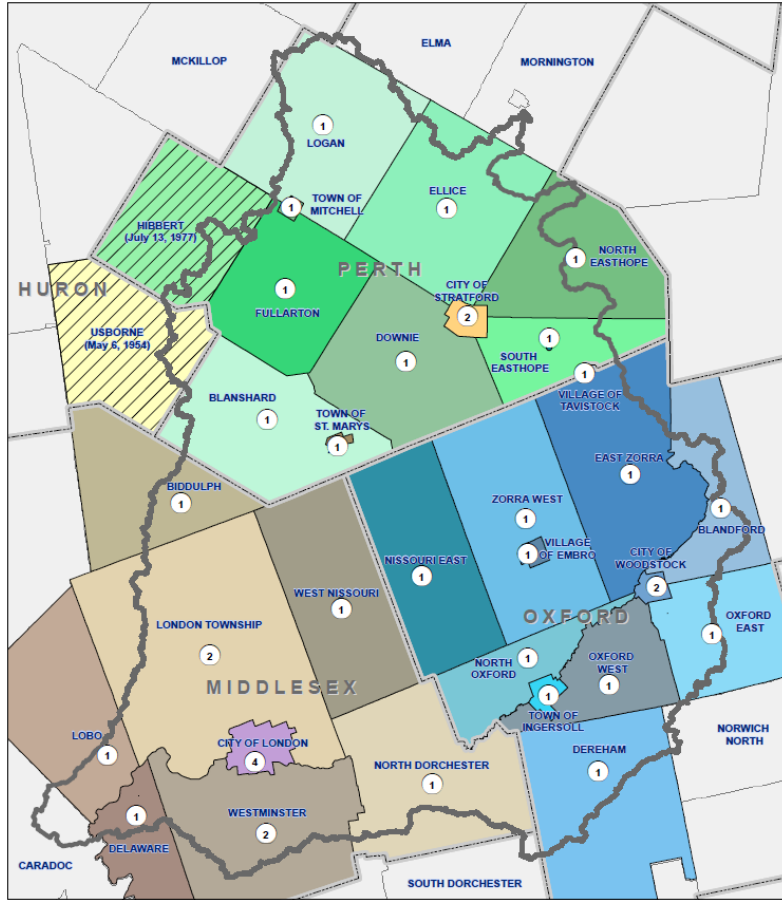 ELMA
MCKILLOP
MORNINGTON
1
LOGAN
ELLICE
1
1
TOWN OF
MITCHELL
HIBBERT
(July 13, 1977)
NORTH
EASTHOPE
1
PERTH
CITY OF
STRATFORD
2
HURON
1
FULLARTON
USBORNE
(May 6, 1954)
DOWNIE
1
1
SOUTH
EASTHOPE
1
VILLAGE OF
TAVISTOCK
BLANSHARD
1
TOWN OF
ST. MARYS
1
EAST ZORRA
1
BIDDULPH
1
ZORRA WEST
1
1
BLANDFORD
1
VILLAGE
OF EMBRO
CITY OF
WOODSTOCK
2
NISSOURI EAST
1
WEST NISSOURI
1
OXFORD
OXFORD
EAST
1
LONDON TOWNSHIP
2
NORTH
OXFORD
1
OXFORD
WEST
1
MIDDLESEX
1
TOWN OF
INGERSOLL
LOBO
1
CITY OF LONDON
4
NORWICH
NORTH
DEREHAM
1
NORTH DORCHESTER
1
1
DELAWARE
WESTMINSTER
2
CARADOC
SOUTH DORCHESTER